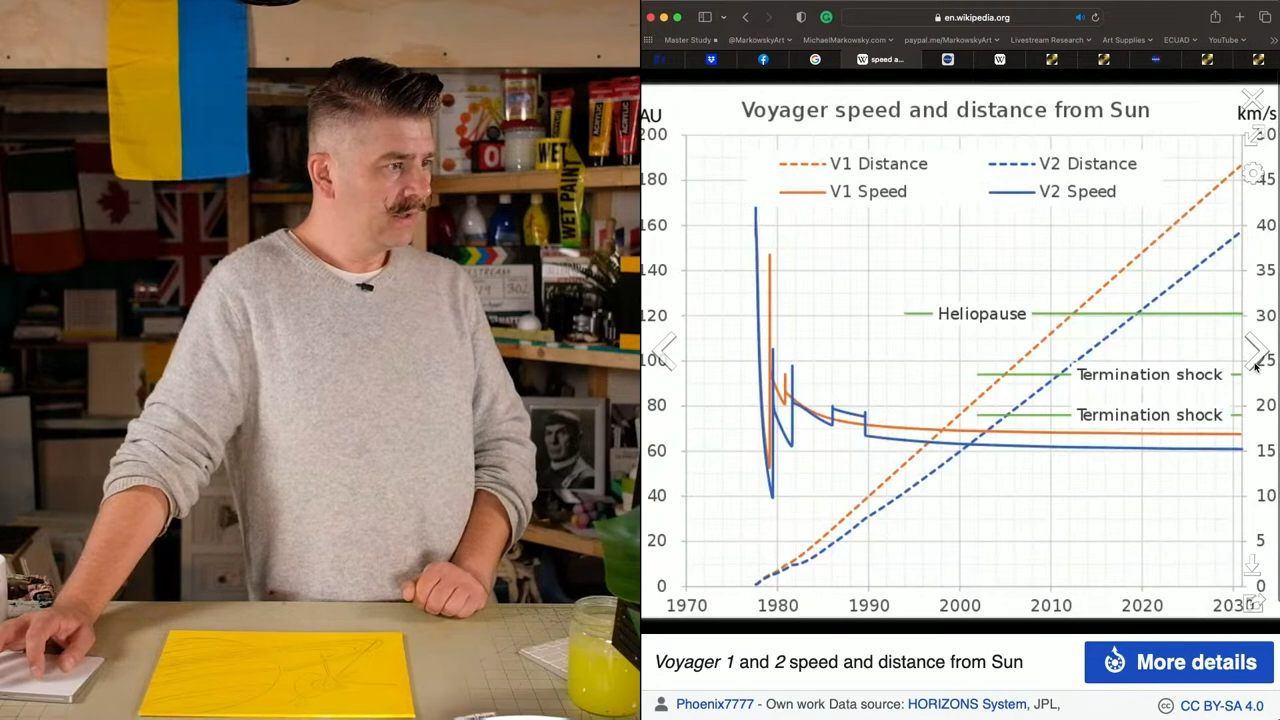 en.wikipedia.org
Master Study
@MarkowskyArt
MichaelMarkowsky.com
paypal.me/MarkowskyArt
Livestream Research
Art Supplies
ECUAD
YouTube
W speed a...
W
Voyager speed and distance from Sun
AU
km/s
V1 Distance
V2 Distance
V1 Speed
V2 Speed
200
180
160
140
120
100
80
60
40
20
0
45
40
35
30
25
20
15
10
5
0
Heliopause
Termination shock
Termination shock
1970
1980
1990
2000
2010
2020
Voyager 1 and 2 speed and distance from Sun
More details
Phoenix7777 - Own work Data source: HORIZONS System, JPL,
CC BY-SA 4.0
WET
WET PAINT
ACRYLIC
ACRYLIC